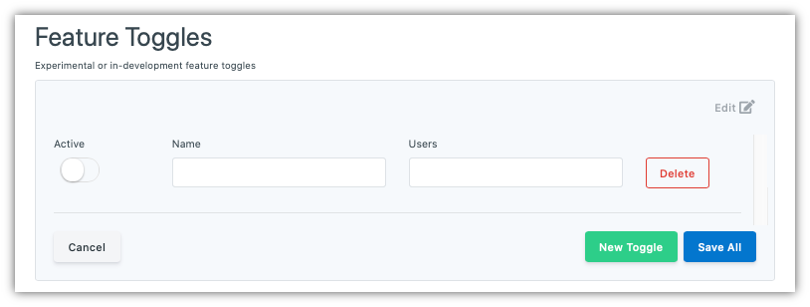 Feature Toggles
Experimental or in-development feature toggles
Edit
Active Name Users
Delete
Cancel New Toggle Save All